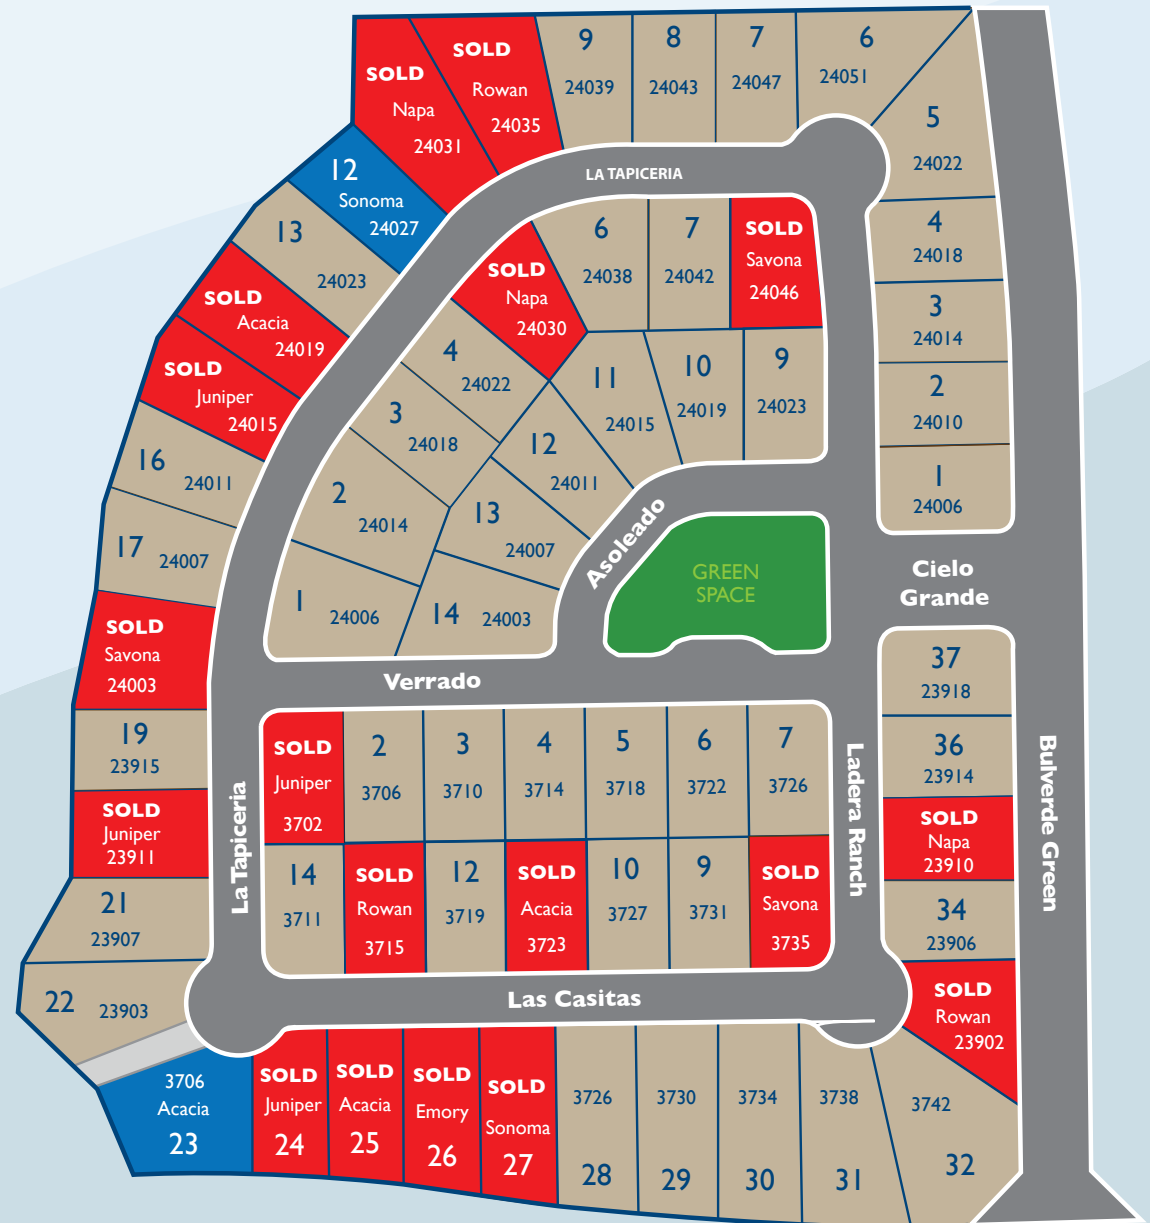 SOLD
Napa
24031
SOLD
Rowan
24035
9
24039
8
24043
7
24047
6
24051
5
24022
12
Sonoma
24027
13
24023
SOLD
Acacia
24019
SOLD
Juniper
24015
16 24011
17 24007
SOLD
Savona
24003
19
23915
SOLD
Juniper
23911
21
23907
22 23903
LA TAPICERIA
SOLD
Napa
24030
6
24038
7
24042
SOLD
Savona
24046
4
24022
3
24018
2
24014
1
24006
11
24015
10
24019
9
24023
12
24011
13
24007
14 24003
4
24018
3
24014
2
24010
1
24006
Asoleado
GREEN
SPACE
Cielo
Grande
Verrado
La Tapiceria
Ladera Ranch
Bulverde Green
SOLD
Juniper
3702
2
3706
3
3710
4
3714
5
3718
6
3722
7
3726
14
3711
SOLD
Rowan
3715
12
3719
SOLD
Acacia
3723
10
3727
9
3731
SOLD
Savona
3735
37
23918
36
23914
SOLD
Napa
23910
34
23906
SOLD
Rowan
23902
Las Casitas
3706
Acacia
23
SOLD
Juniper
24
SOLD
Acacia
25
SOLD
Emory
26
SOLD
Sonoma
27
3726
28
3730
29
3734
30
3738
31
3742
32